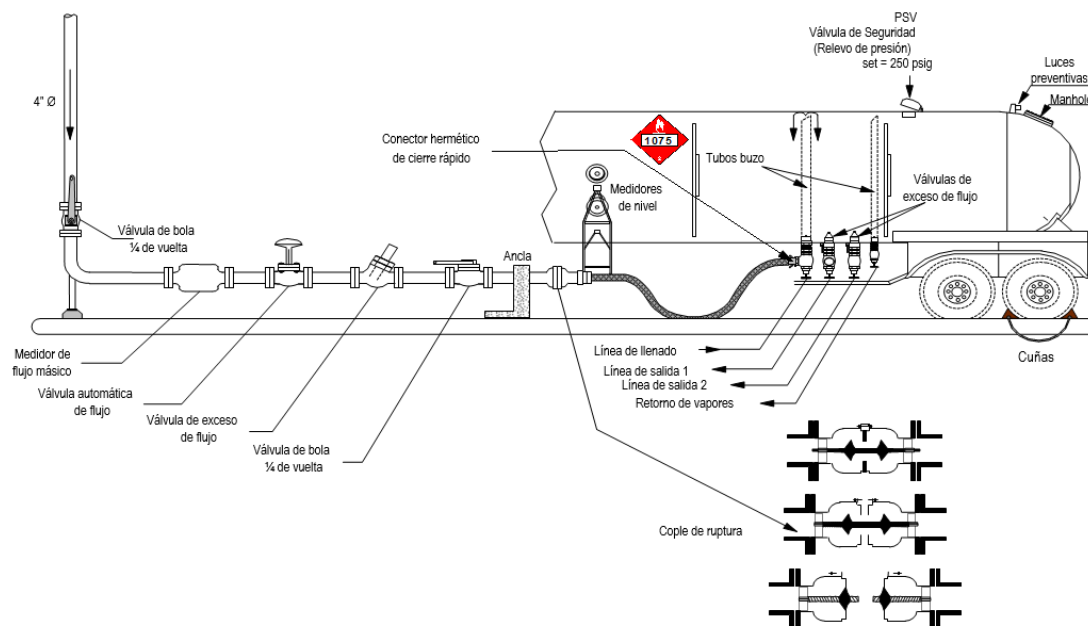 PSV
Válvula de Seguridad
(Relevo de presión)
set = 250 psig
Luces
preventivas
Manhole
4" Ø
Conector hermético
de cierre rápido
1075
Tubos buzo
Válvulas de
exceso de flujo
Medidores
de nivel
Válvula de bola
¼ de vuelta
Ancla
Medidor de
flujo másico
Válvula automática
de flujo
Válvula de exceso
de flujo
Válvula de bola
¼ de vuelta
Línea de llenado
Línea de salida 1
Línea de salida 2
Retorno de vapores
Cuñas
Cople de ruptura